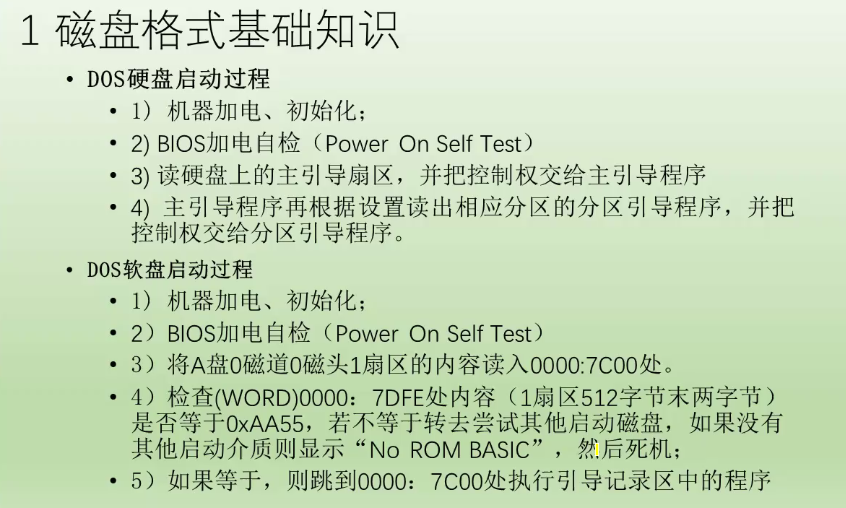 1 磁盘格式基础知识
• DOS硬盘启动过程
• 1) 机器加电、初始化；
• 2) BIOS加电自检（Power On Self Test）
• 3) 读硬盘上的主引导扇区，并把控制权交给主引导程序
• 4) 主引导程序再根据设置读出相应分区的分区引导程序，并把
控制权交给分区引导程序。
• DOS软盘启动过程
• 1) 机器加电、初始化；
• 2）BIOS加电自检（Power On Self Test）
• 3）将A盘0磁道0磁头1扇区的内容读入0000:7C00处。
• 4）检查(WORD)0000：7DFE处内容（1扇区512字节末两字节）
是否等于0xAA55，若不等于转去尝试其他启动磁盘，如果没有
其他启动介质则显示“No ROM BASIC”，然后死机；
• 5）如果等于，则跳到0000：7C00处执行引导记录区中的程序